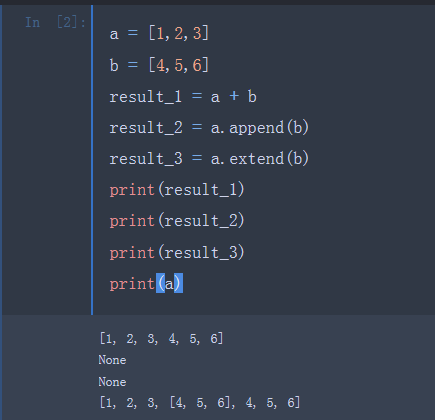 In [2]:
a = [1,2,3]
b = [4,5,6]
result_1 = a + b
result_2 = a.append(b)
result_3 = a.extend(b)
print(result_1)
print(result_2)
print(result_3)
print(a)
[1, 2, 3, 4, 5, 6]
None
None
[1, 2, 3, [4, 5, 6], 4, 5, 6]